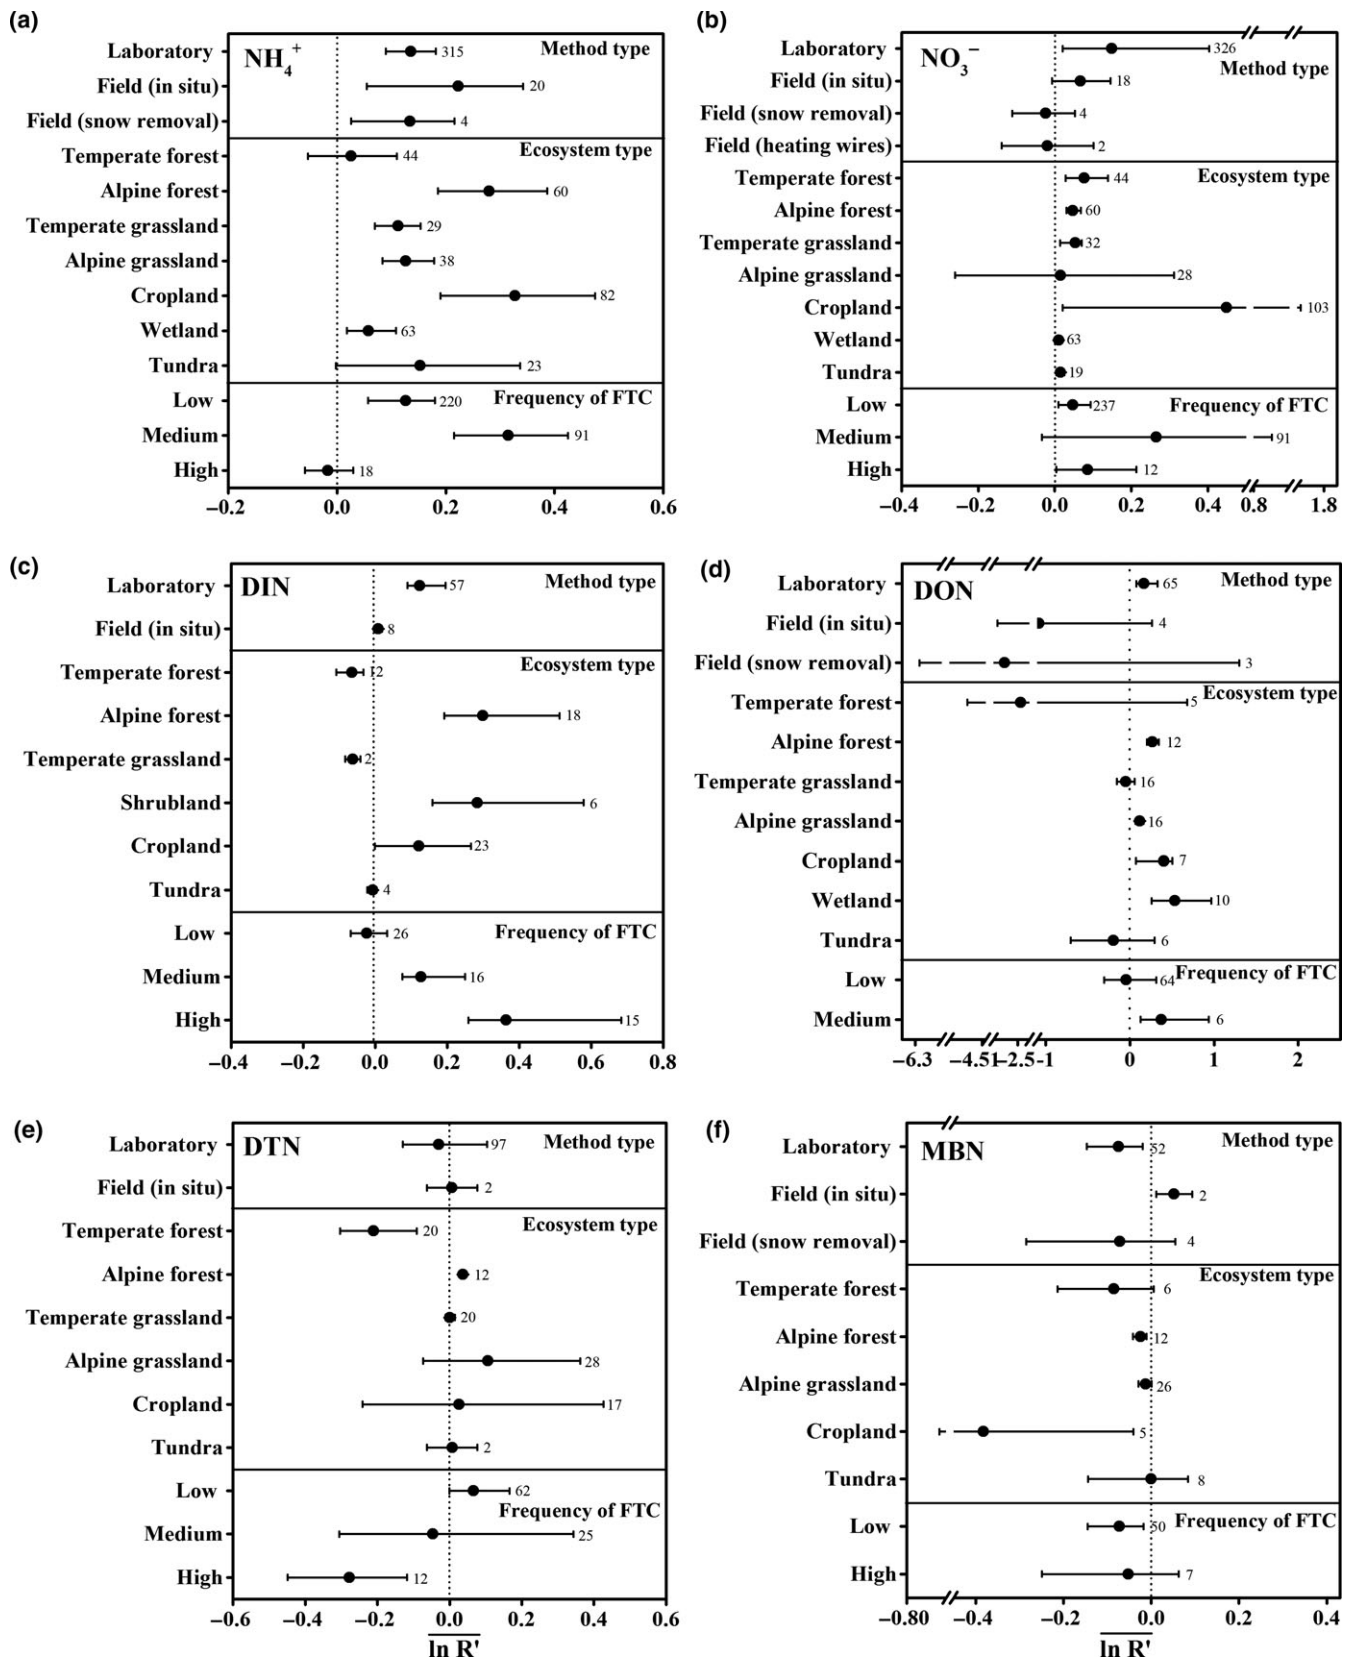 (a)
NH4+
Method type
Laboratory 315
Field (in situ) 20
Field (snow removal) 4
Ecosystem type
Temperate forest 44
Alpine forest 60
Temperate grassland 29
Alpine grassland 38
Cropland 82
Wetland 63
Tundra 23
Frequency of FTC
Low 220
Medium 91
High 18
−0.2 0.0 0.2 0.4 0.6
(b)
NO3−
Laboratory 326
Method type
Field (in situ) 18
Field (snow removal) 4
Field (heating wires) 2
Ecosystem type
Temperate forest 44
Alpine forest 60
Temperate grassland 32
Alpine grassland 28
Cropland 103
Wetland 63
Tundra 19
Frequency of FTC
Low 237
Medium 91
High 12
−0.4 −0.2 0.0 0.2 0.4 0.8 1.8
(c)
DIN
Method type
Laboratory 57
Field (in situ) 8
Ecosystem type
Temperate forest 2
Alpine forest 18
Temperate grassland 2
Shrubland 6
Cropland 23
Tundra 4
Frequency of FTC
Low 26
Medium 16
High 15
−0.4 −0.2 0.0 0.2 0.4 0.6 0.8
(d)
DON
Method type
Laboratory 65
Field (in situ) 4
Field (snow removal) 3
Ecosystem type
Temperate forest 5
Alpine forest 12
Temperate grassland 16
Alpine grassland 16
Cropland 7
Wetland 10
Tundra 6
Frequency of FTC
Low 64
Medium 6
−6.3 −4.51 −2.5 −1 0 1 2
(e)
DTN
Method type
Laboratory 97
Field (in situ) 2
Ecosystem type
Temperate forest 20
Alpine forest 12
Temperate grassland 20
Alpine grassland 28
Cropland 17
Tundra 2
Low 62
Frequency of FTC
Medium 25
High 12
−0.6 −0.4 −0.2 0.0 0.2 0.4 0.6
ln R'
(f)
MBN
Method type
Laboratory 52
Field (in situ) 2
Field (snow removal) 4
Ecosystem type
Temperate forest 6
Alpine forest 12
Alpine grassland 26
Cropland 5
Tundra 8
Frequency of FTC
Low 50
High 7
−0.80 −0.4 −0.2 0.0 0.2 0.4
ln R'